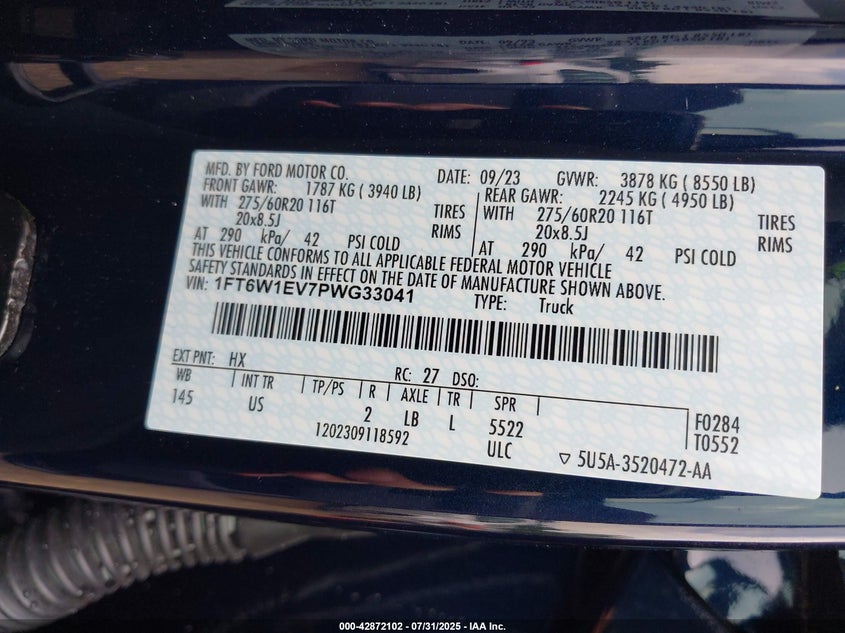 MFD. BY FORD MOTOR CO. DATE: 09/23 GVWR: 3878 KG ( 8550 LB)
FRONT GAWR: 1787 KG ( 3940 LB) REAR GAWR: 2245 KG ( 4950 LB)
WITH 275/60R20 116T TIRES WITH 275/60R20 116T TIRES
20x8.5J RIMS 20x8.5J RIMS
AT 290 kPa/ 42 PSI COLD AT 290 kPa/ 42 PSI COLD
THIS VEHICLE CONFORMS TO ALL APPLICABLE FEDERAL MOTOR VEHICLE
SAFETY STANDARDS IN EFFECT ON THE DATE OF MANUFACTURE SHOWN ABOVE.
VIN: 1FT6W1EV7PWG33041 TYPE: Truck
EXT PNT: HX RC: 27 DSO:
WB INT TR TP/PS R AXLE TR SPR
145 US 2 LB L 5522 F0284
1202309118592 ULC T0552
▽ 5U5A-3520472-AA
000-42872102 - 07/31/2025 - IAA Inc.